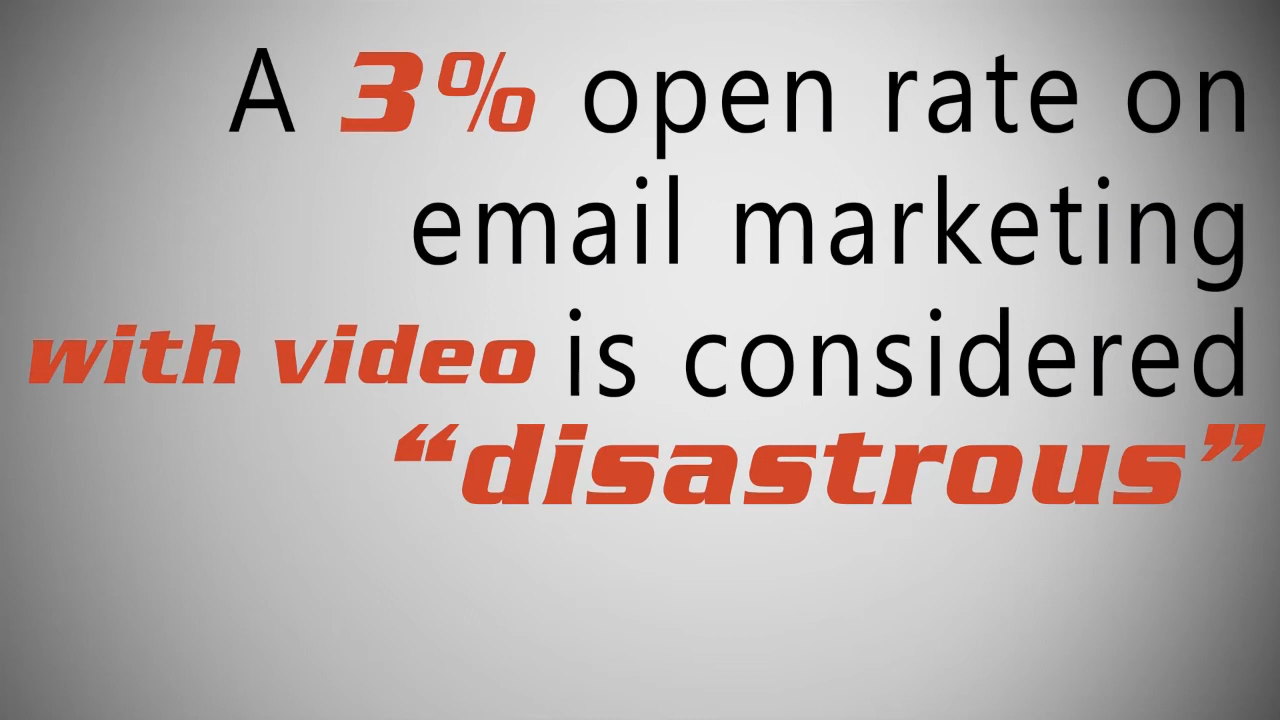 A 3% open rate on
email marketing
with video is considered
“disastrous”